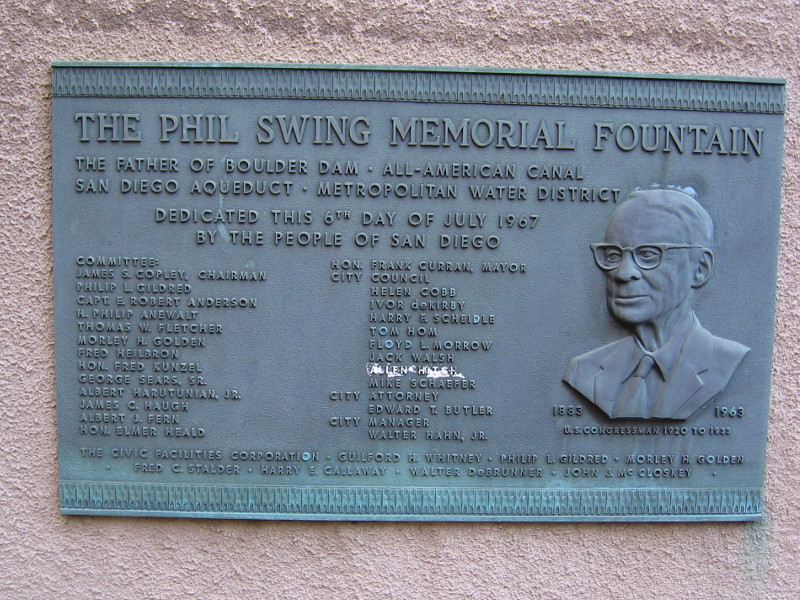 THE PHIL SWING MEMORIAL FOUNTAIN
THE FATHER OF BOULDER DAM · ALL-AMERICAN CANAL
SAN DIEGO AQUEDUCT · METROPOLITAN WATER DISTRICT
DEDICATED THIS 6TH DAY OF JULY 1967
BY THE PEOPLE OF SAN DIEGO
COMMITTEE:
JAMES S. COPLEY, CHAIRMAN
PHILIP L. GILDRED
CAPT. E. ROBERT ANDERSON
H. PHILIP ANEWALT
THOMAS W. FLETCHER
MORLEY H. GOLDEN
FRED HEILBRON
HON. FRED KUNZEL
GEORGE SEARS, SR.
ALBERT HARUTUNIAN, JR.
JAMES C. HAUGH
ALBERT J. FERN
HON. ELMER HEALD
HON. FRANK CURRAN, MAYOR
CITY COUNCIL
HELEN COBB
IVOR deKIRBY
HARRY F. SCHEIDLE
TOM HOM
FLOYD L. MORROW
JACK WALSH
ALLEN HITCH
MIKE SCHAEFER
CITY ATTORNEY
EDWARD T. BUTLER
CITY MANAGER
WALTER HAHN, JR.
1883 1963
U.S. CONGRESSMAN 1920 TO 1933
THE CIVIC FACILITIES CORPORATION · GUILFORD H. WHITNEY · PHILIP L. GILDRED · MORLEY H. GOLDEN
· FRED C. STALDER · HARRY E. CALLAWAY · WALTER DeBRUNNER · JOHN J. McCLOSKEY ·